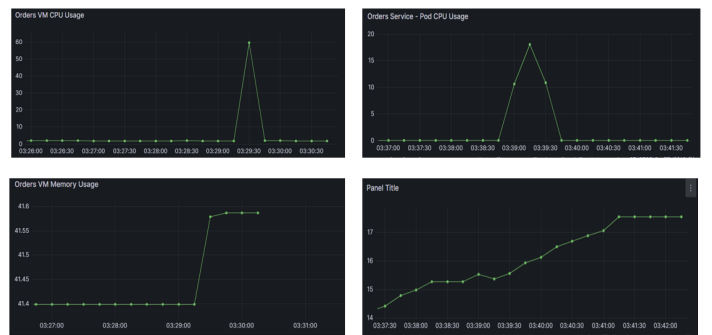 Orders VM CPU Usage
60
50
40
30
20
10
0
03:26:00 03:26:30 03:27:00 03:27:30 03:28:00 03:28:30 03:29:00 03:29:30 03:30:00 03:30:30
Orders Service - Pod CPU Usage
20
15
10
5
0
03:37:00 03:37:30 03:38:00 03:38:30 03:39:00 03:39:30 03:40:00 03:40:30 03:41:00 03:41:30
Orders VM Memory Usage
41.6
41.55
41.5
41.45
41.4
03:27:00 03:28:00 03:29:00 03:30:00 03:31:00
Panel Title
17
16
15
14
03:37:30 03:38:00 03:38:30 03:39:00 03:39:30 03:40:00 03:40:30 03:41:00 03:41:30 03:42:00